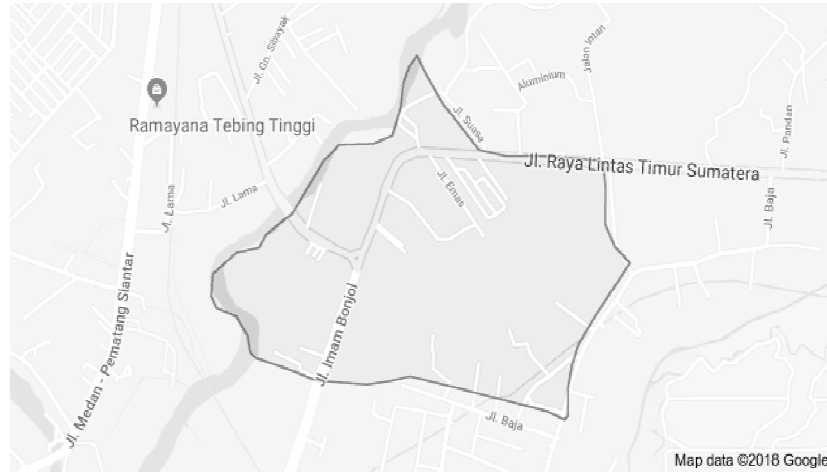 Jl. Gn. Sibayak
Ramayana Tebing Tinggi
Aluminium
Jalan Intan
Jl. Suasa
Jl. Pandan
Jl. Raya Lintas Timur Sumatera
Jl. Emas
Jl. Lama
Jl. Lama
Jl. Baja
Jl. Medan - Pematang Siantar
Jl. Imam Bonjol
Jl. Baja
Map data ©2018 Google